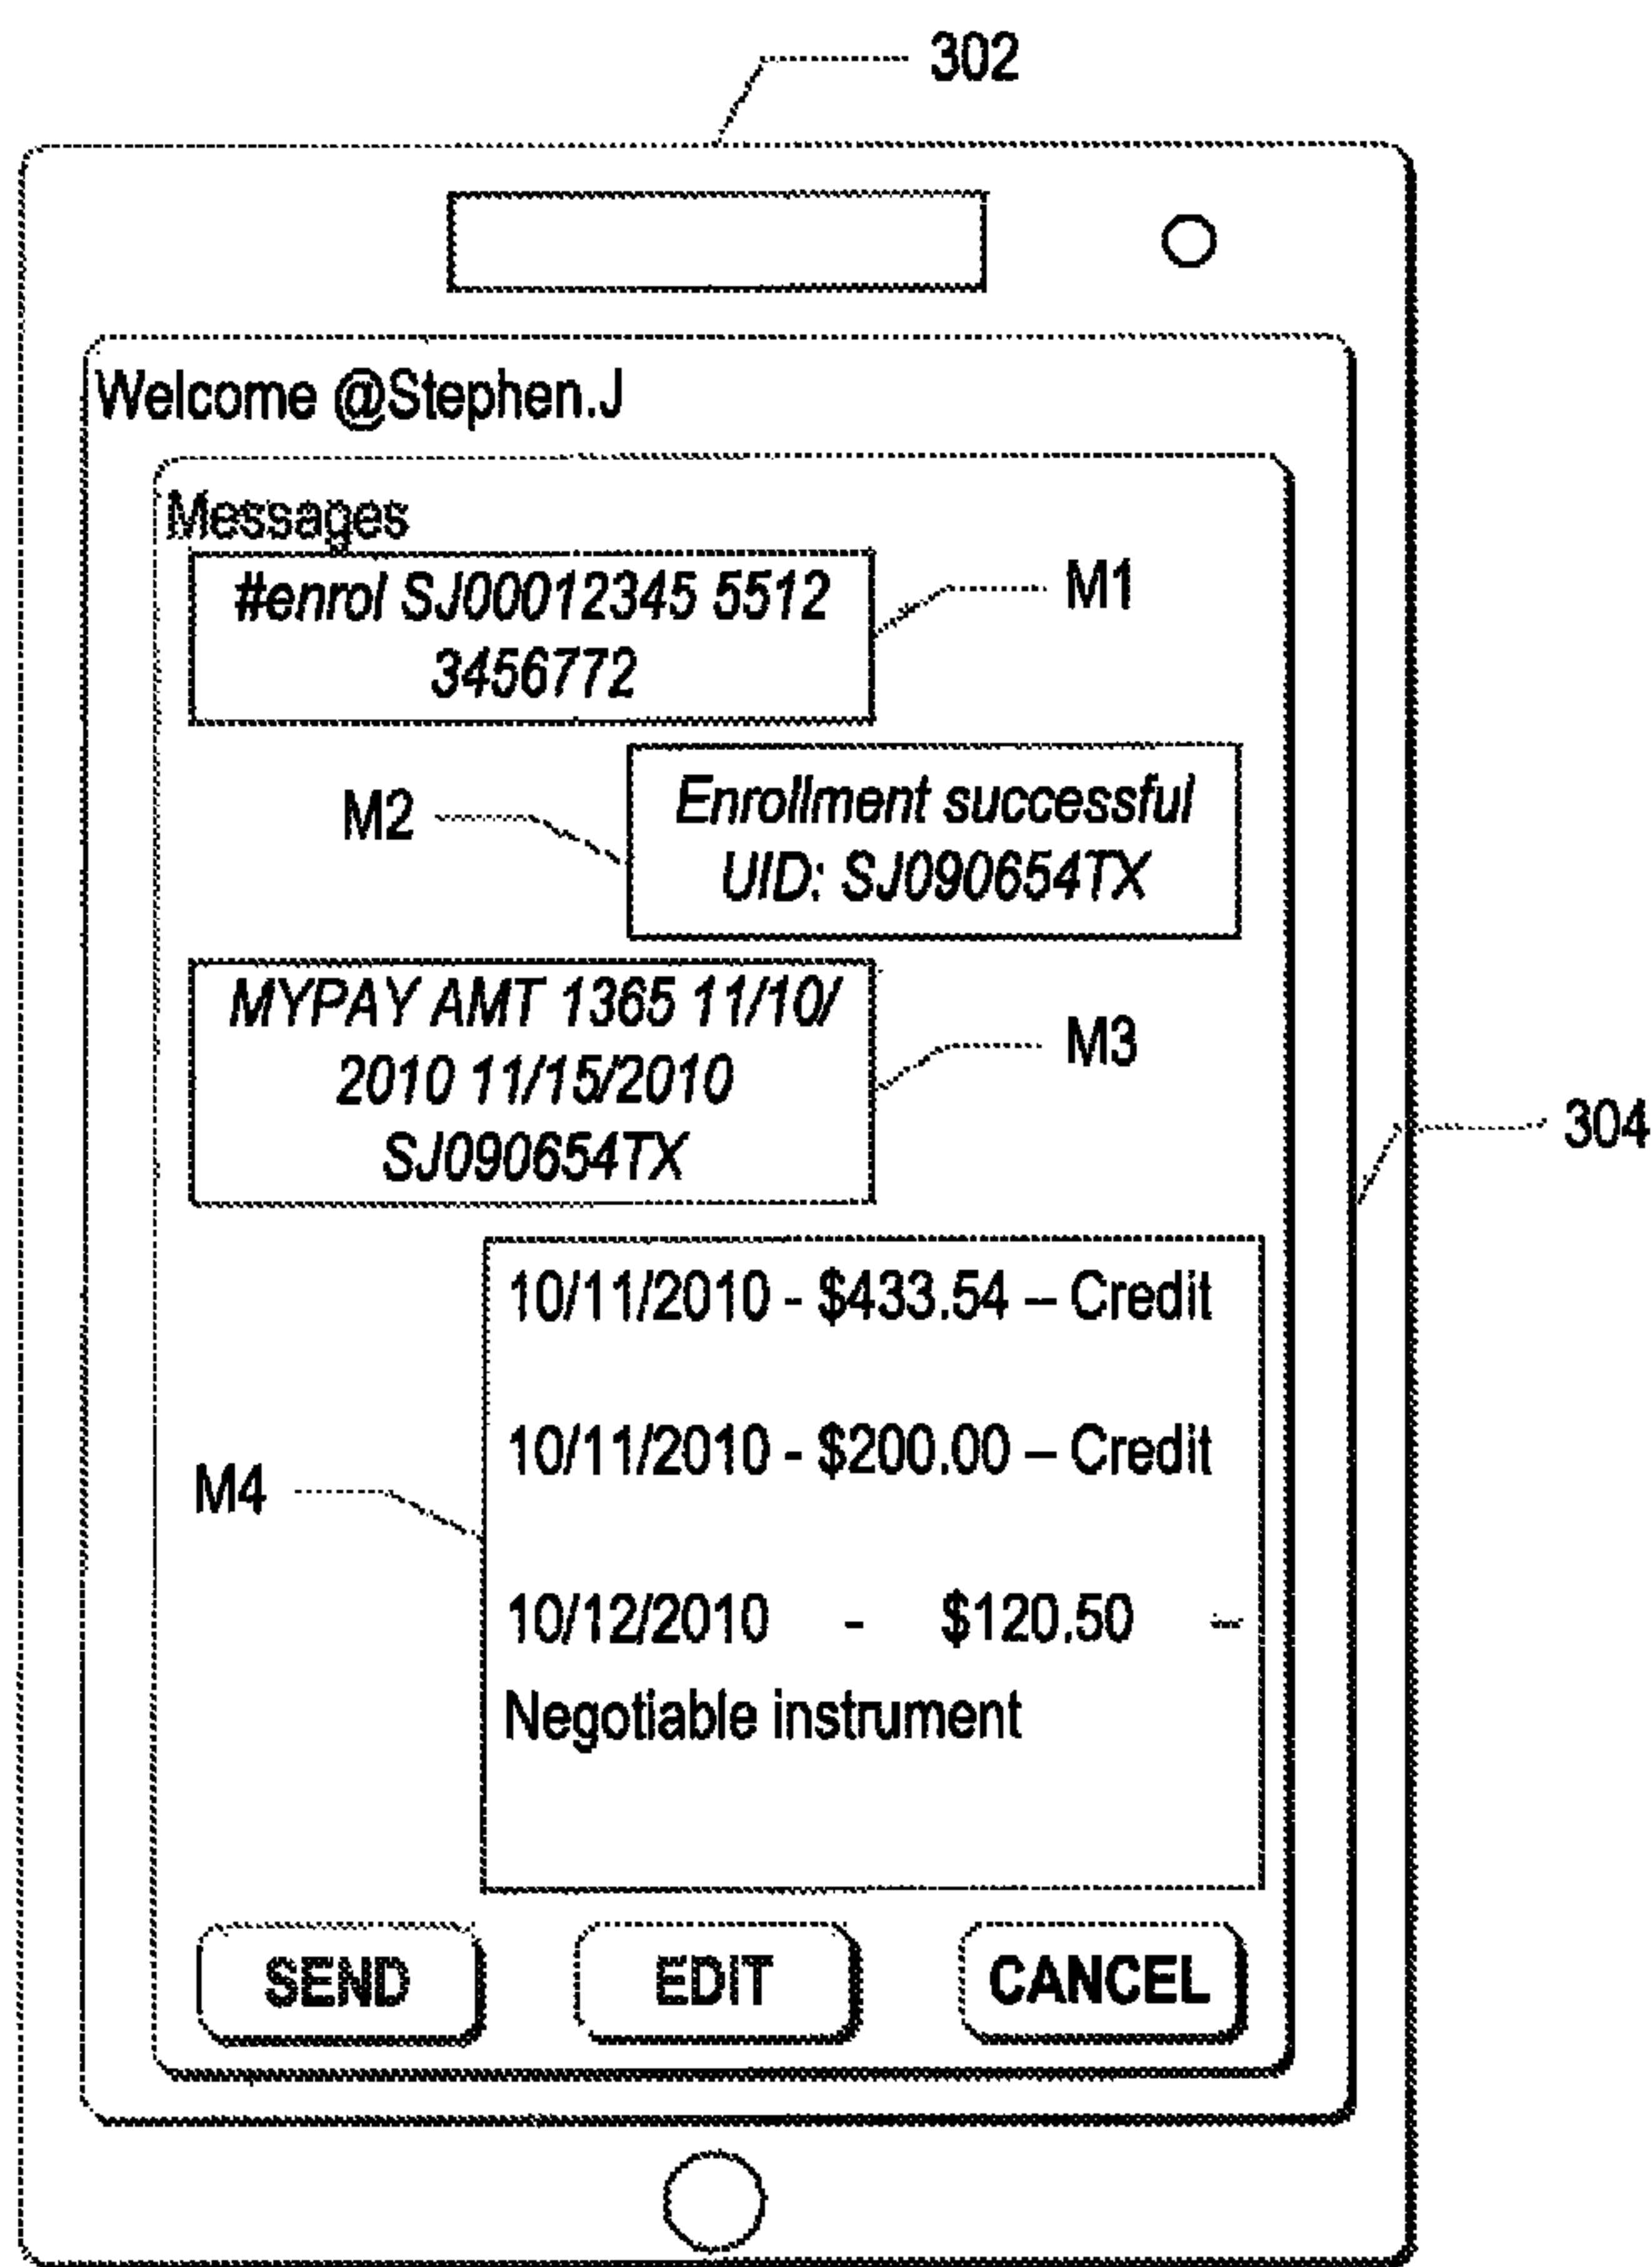 302
Welcome @Stephen.J
Messages
#enrol SJ00012345 5512
3456772
M1
Enrollment successful
UID: SJ090654TX
M2
MYPAY AMT 1365 11/10/
2010 11/15/2010
SJ090654TX
M3
304
10/11/2010 - $433.54 – Credit
10/11/2010 - $200.00 – Credit
M4
10/12/2010 - $120.50 –
Negotiable instrument
SEND
EDIT
CANCEL